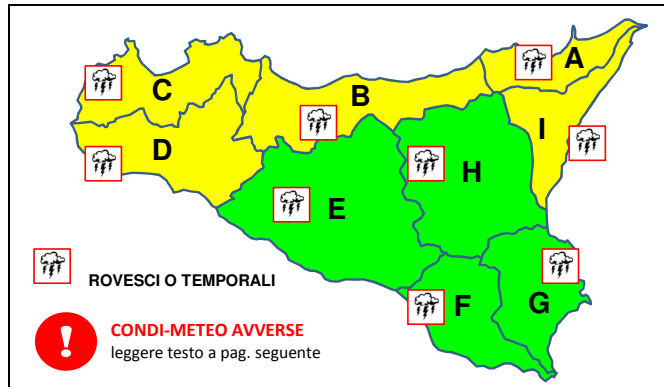 A
C
B
I
D
H
E
ROVESCI O TEMPORALI
F
G
!
CONDI-METEO AVVERSE
leggere testo a pag. seguente